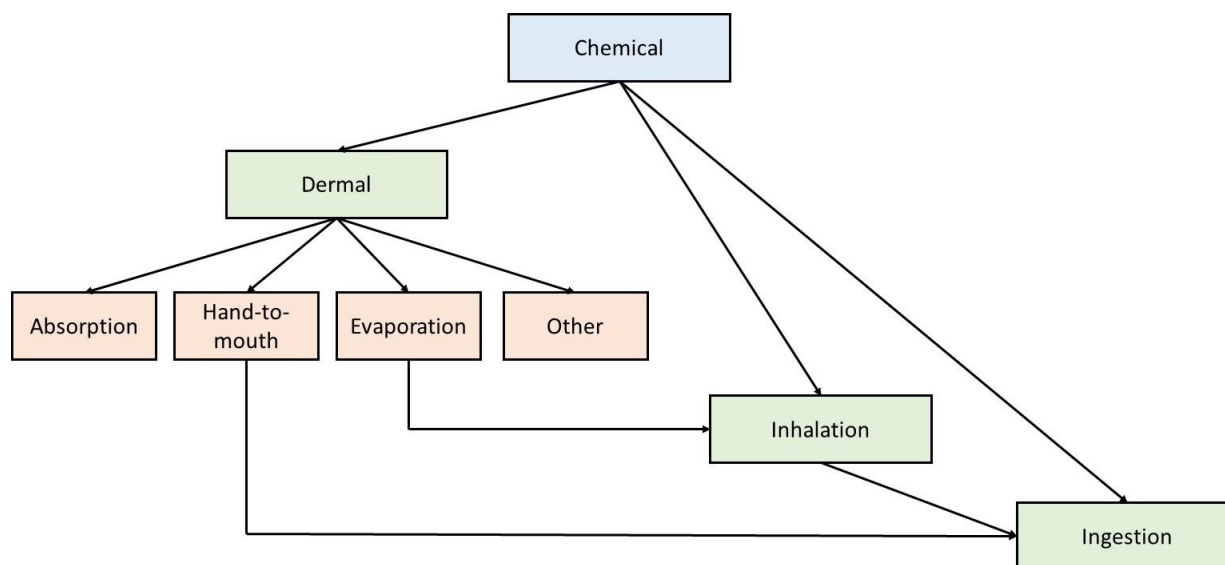 Chemical
Dermal
Absorption
Hand-to-
mouth
Evaporation
Other
Inhalation
Ingestion